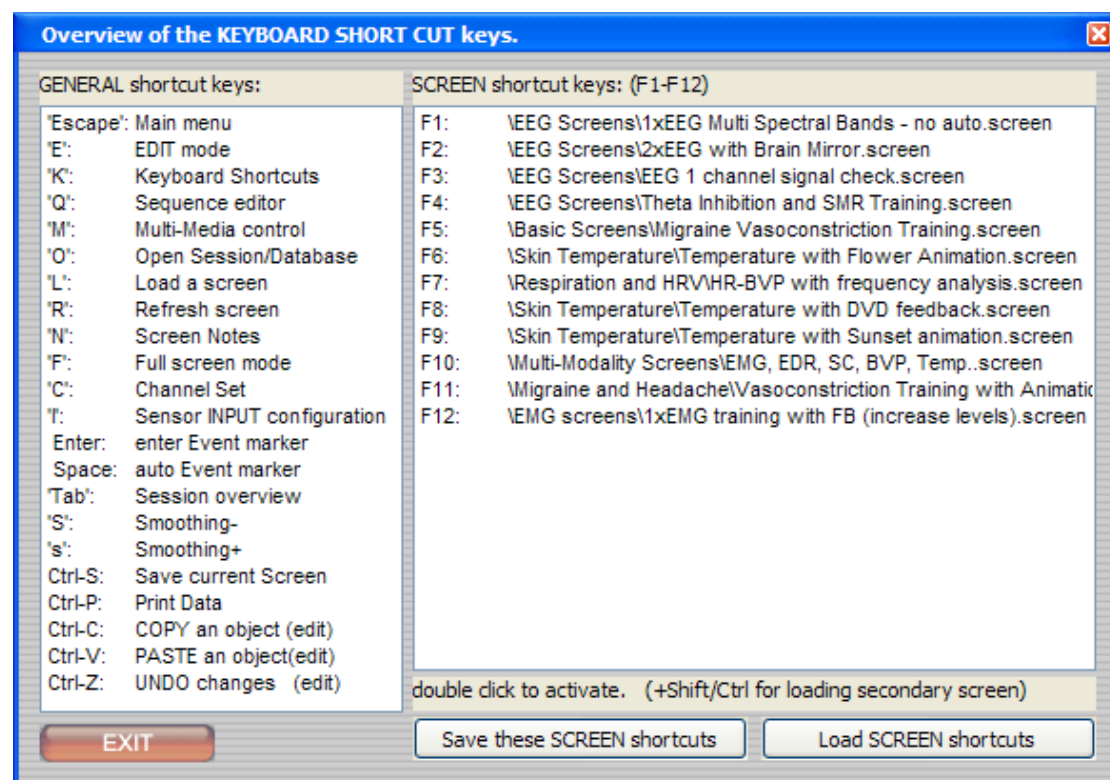 Overview of the KEYBOARD SHORT CUT keys.
GENERAL shortcut keys:
'Escape': Main menu
'E': EDIT mode
'K': Keyboard Shortcuts
'Q': Sequence editor
'M': Multi-Media control
'O': Open Session/Database
'L': Load a screen
'R': Refresh screen
'N': Screen Notes
'F': Full screen mode
'C': Channel Set
'I': Sensor INPUT configuration
Enter: enter Event marker
Space: auto Event marker
'Tab': Session overview
'S': Smoothing-
's': Smoothing+
Ctrl-S: Save current Screen
Ctrl-P: Print Data
Ctrl-C: COPY an object (edit)
Ctrl-V: PASTE an object(edit)
Ctrl-Z: UNDO changes (edit)
EXIT
SCREEN shortcut keys: (F1-F12)
F1: \EEG Screens\1xEEG Multi Spectral Bands - no auto.screen
F2: \EEG Screens\2xEEG with Brain Mirror.screen
F3: \EEG Screens\EEG 1 channel signal check.screen
F4: \EEG Screens\Theta Inhibition and SMR Training.screen
F5: \Basic Screens\Migraine Vasoconstriction Training.screen
F6: \Skin Temperature\Temperature with Flower Animation.screen
F7: \Respiration and HRV\HR-BVP with frequency analysis.screen
F8: \Skin Temperature\Temperature with DVD feedback.screen
F9: \Skin Temperature\Temperature with Sunset animation.screen
F10: \Multi-Modality Screens\EMG, EDR, SC, BVP, Temp..screen
F11: \Migraine and Headache\Vasoconstriction Training with Animatic
F12: \EMG screens\1xEMG training with FB (increase levels).screen
double click to activate. (+Shift/Ctrl for loading secondary screen)
Save these SCREEN shortcuts
Load SCREEN shortcuts